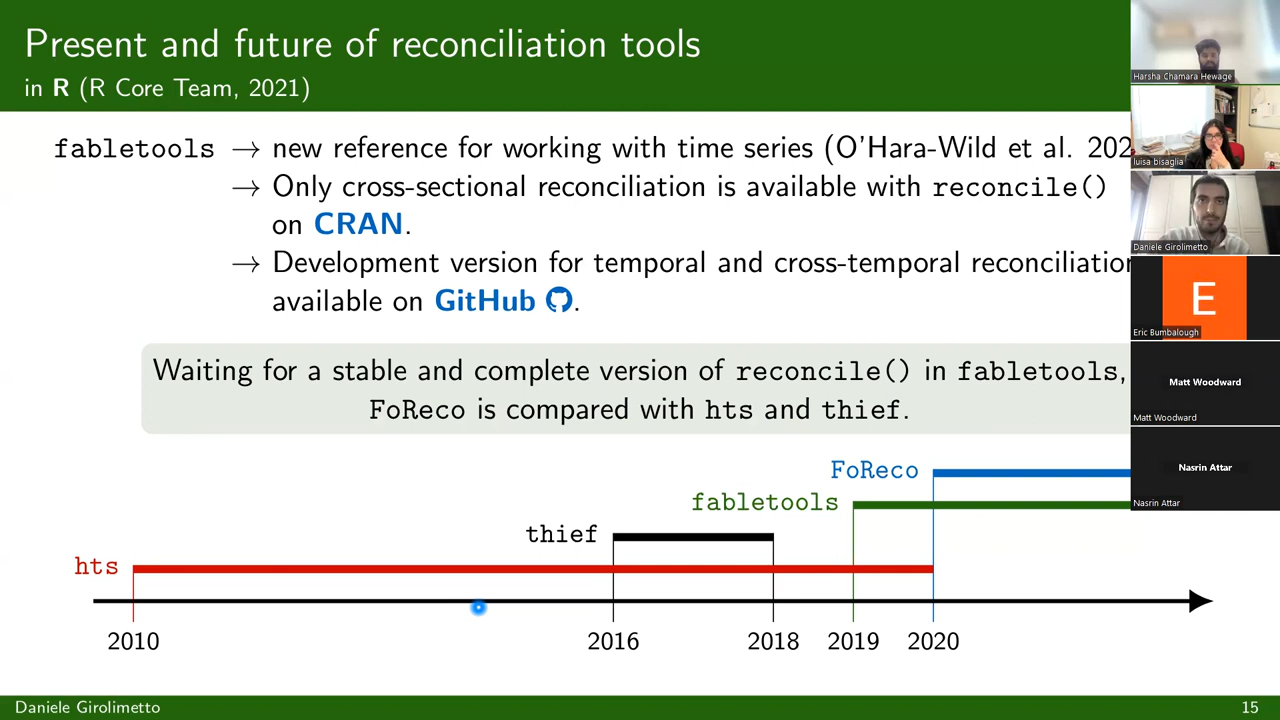 Present and future of reconciliation tools
in R (R Core Team, 2021)
fabletools → new reference for working with time series (O'Hara-Wild et al. 202
→ Only cross-sectional reconciliation is available with reconcile()
on CRAN.
→ Development version for temporal and cross-temporal reconciliation
available on GitHub .
Waiting for a stable and complete version of reconcile() in fabletools,
FoReco is compared with hts and thief.
FoReco
fabletools
thief
hts
2010
2016
2018
2019
2020
Daniele Girolimetto
15
Harsha Chamara Hewage
luisa bisaglia
Daniele Girolimetto
E
Eric Bumbalough
Matt Woodward
Matt Woodward
Nasrin Attar
Nasrin Attar